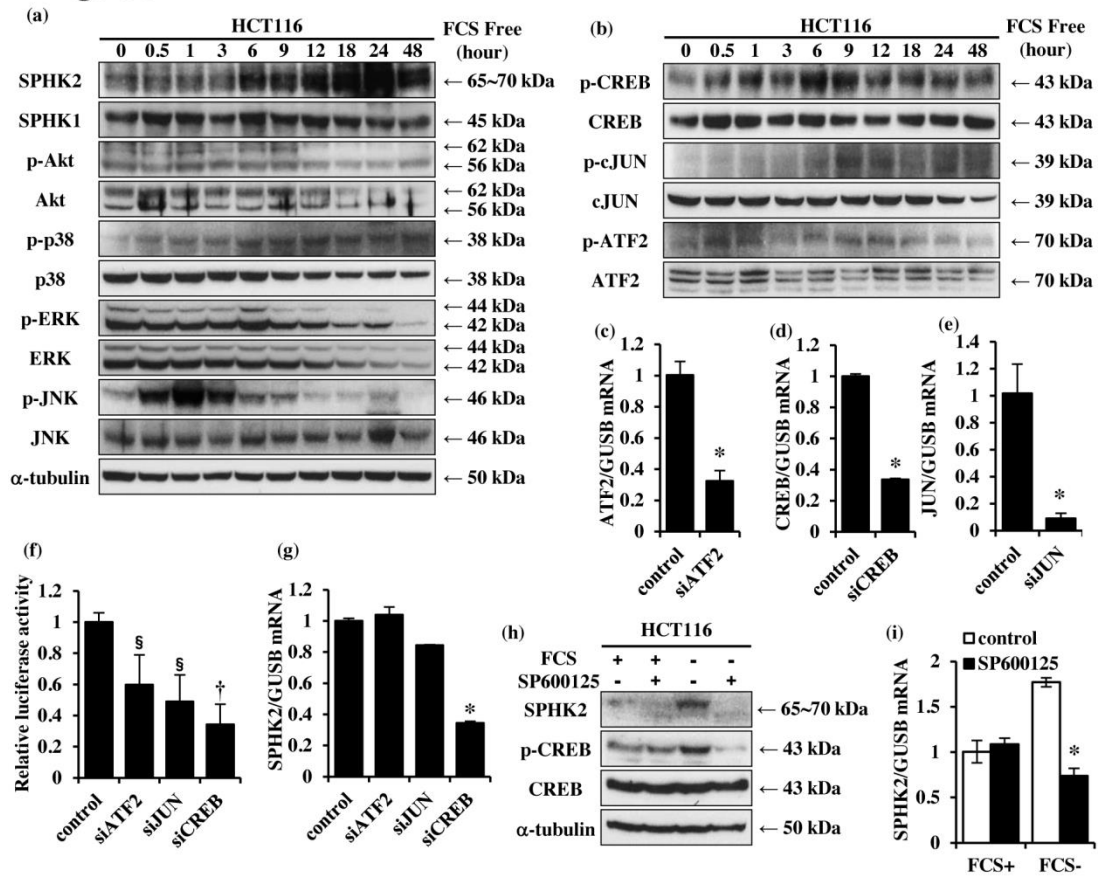 (a)
HCT116
FCS Free
0 0.5 1 3 6 9 12 18 24 48 (hour)
SPHK2 ← 65~70 kDa
SPHK1 ← 45 kDa
p-Akt ← 62 kDa
← 56 kDa
Akt ← 62 kDa
← 56 kDa
p-p38 ← 38 kDa
p38 ← 38 kDa
p-ERK ← 44 kDa
← 42 kDa
ERK ← 44 kDa
← 42 kDa
p-JNK ← 46 kDa
JNK ← 46 kDa
α-tubulin ← 50 kDa
(b)
HCT116
FCS Free
0 0.5 1 3 6 9 12 18 24 48 (hour)
p-CREB ← 43 kDa
CREB ← 43 kDa
p-cJUN ← 39 kDa
cJUN ← 39 kDa
p-ATF2 ← 70 kDa
ATF2 ← 70 kDa
(c)
ATF2/GUSB mRNA
1.2
1
0.8
0.6
0.4
0.2
0
*
control
siATF2
(d)
CREB/GUSB mRNA
1.2
1
0.8
0.6
0.4
0.2
0
*
control
siCREB
(e)
JUN/GUSB mRNA
1.4
1.2
1
0.8
0.6
0.4
0.2
0
*
control
siJUN
(f)
Relative luciferase activity
1.2
1
0.8
0.6
0.4
0.2
0
§
§
†
control
siATF2
siJUN
siCREB
(g)
SPHK2/GUSB mRNA
1.2
1
0.8
0.6
0.4
0.2
0
*
control
siATF2
siJUN
siCREB
(h)
HCT116
FCS + + - -
SP600125 - + - +
SPHK2 ← 65~70 kDa
p-CREB ← 43 kDa
CREB ← 43 kDa
α-tubulin ← 50 kDa
(i)
control
SP600125
SPHK2/GUSB mRNA
2
1.5
1
0.5
0
*
FCS+ FCS-